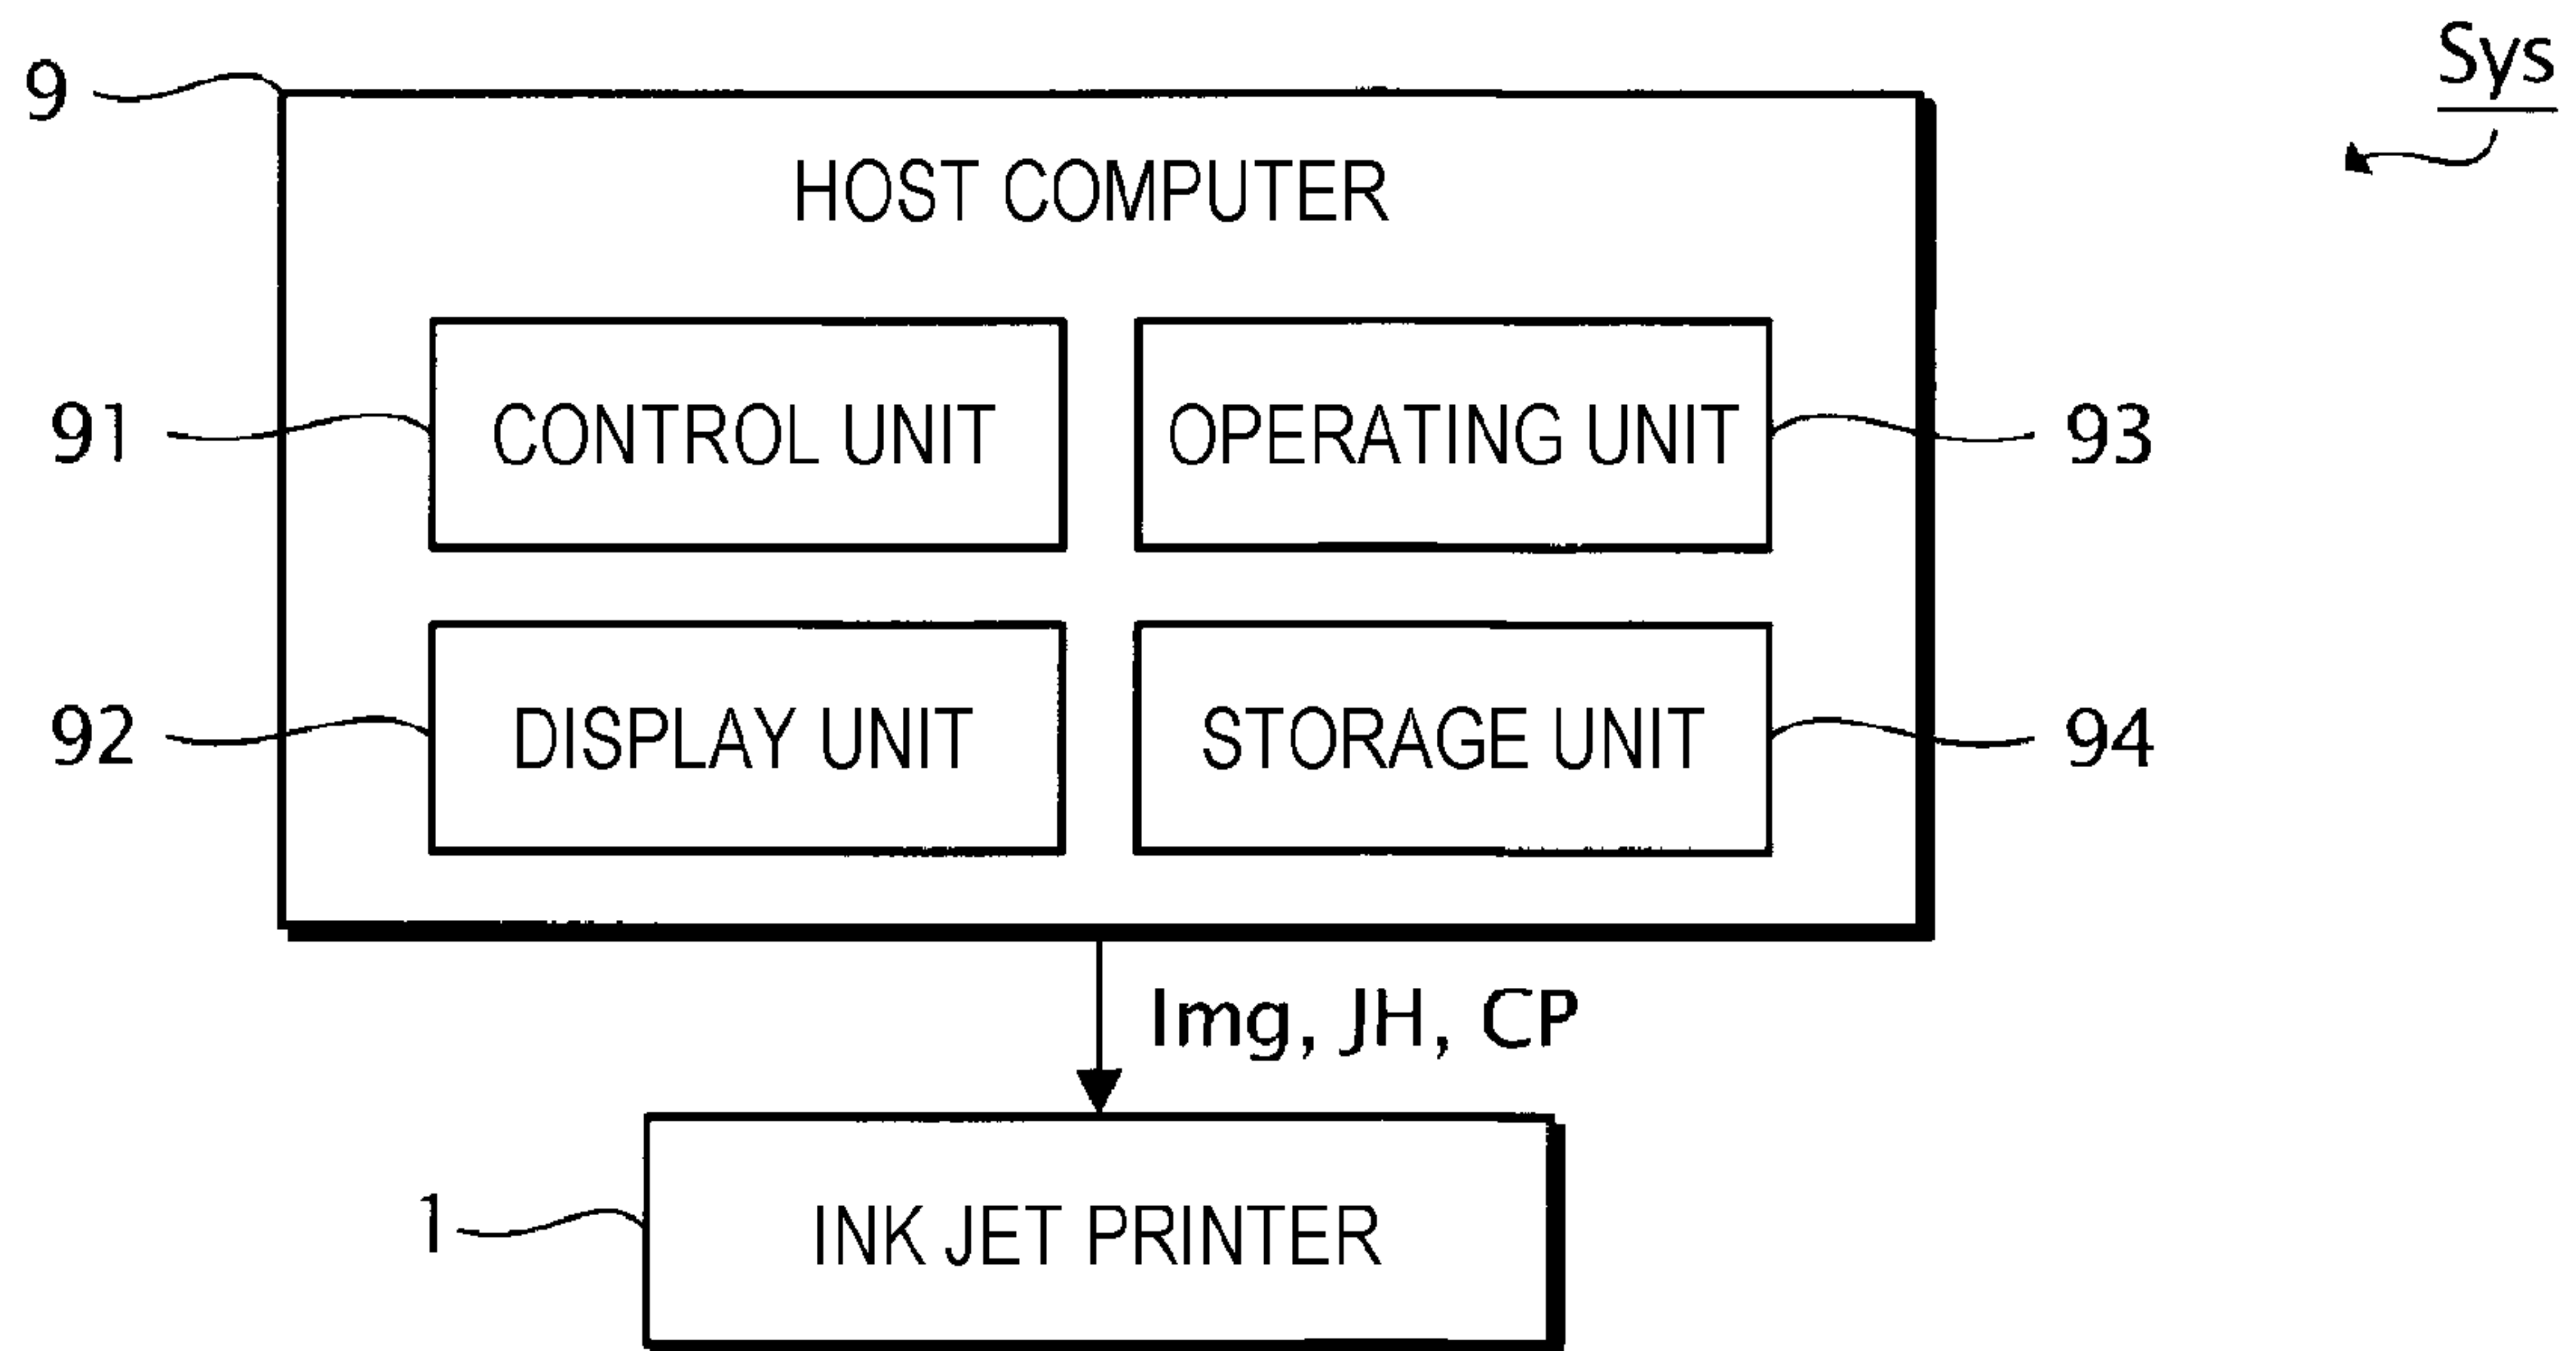 Sys
9
HOST COMPUTER
91
CONTROL UNIT
OPERATING UNIT
93
92
DISPLAY UNIT
STORAGE UNIT
94
Img, JH, CP
1
INK JET PRINTER